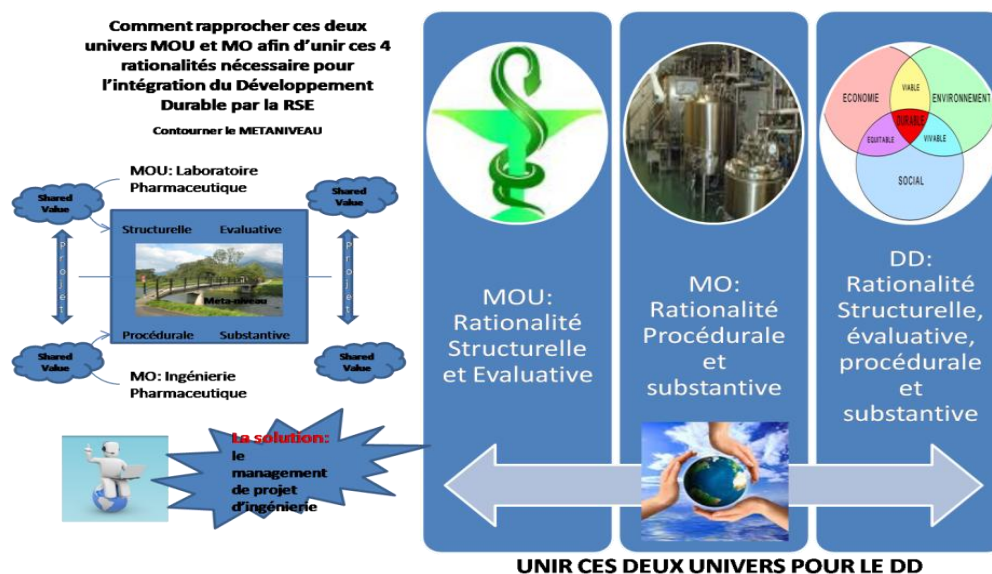 Comment rapprocher ces deux
univers MOU et MO afin d'unir ces 4
rationalités nécessaire pour
l'intégration du Développement
Durable par la RSE
Contourner le METANIVEAU
MOU: Laboratoire
Pharmaceutique
Shared
Value
Shared
Value
Structurelle Evaluative
Projet
Meta-niveau
Projet
Procédurale Substantive
Shared
Value
Shared
Value
MO: Ingénierie
Pharmaceutique
La solution:
le
management
de projet
d'ingénierie
MOU:
Rationalité
Structurelle
et Evaluative
MO:
Rationalité
Procédurale
et
substantive
ECONOMIE
VIABLE
ENVIRONNEMENT
DURABLE
EQUITABLE
VIVABLE
SOCIAL
DD:
Rationalité
Structurelle,
évaluative,
procédurale
et
substantive
UNIR CES DEUX UNIVERS POUR LE DD